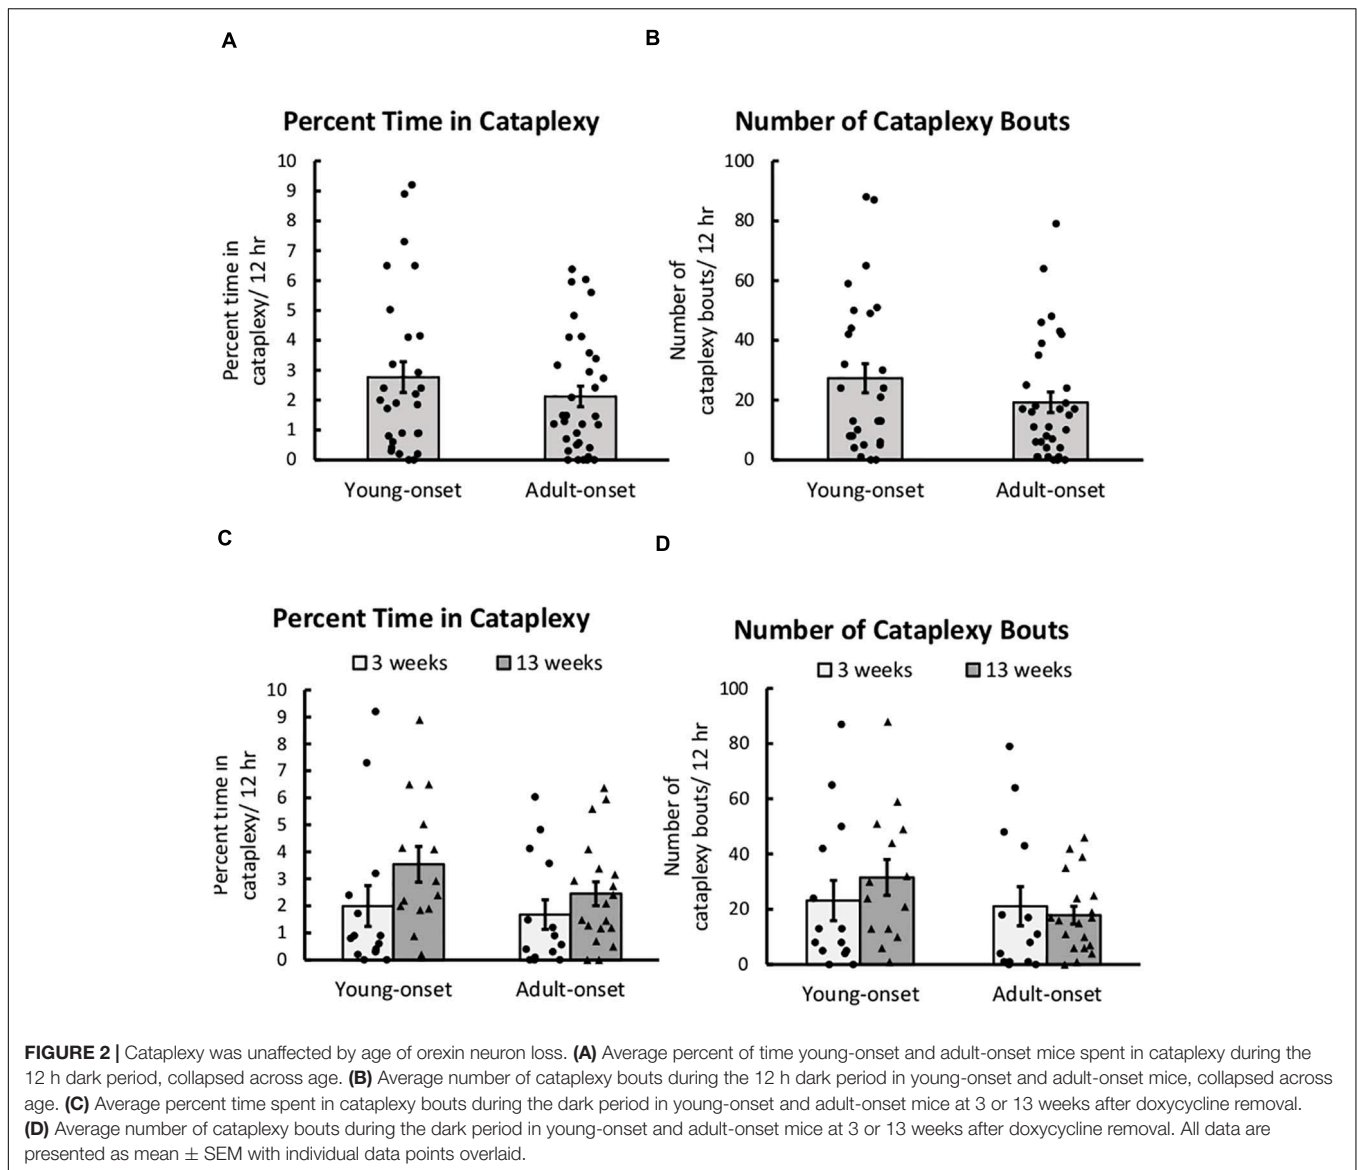 A
B
Percent Time in Cataplexy
Number of Cataplexy Bouts
Percent time in
cataplexy/ 12 hr
10
9
8
7
6
5
4
3
2
1
0
Young-onset
Adult-onset
Number of
cataplexy bouts/ 12 hr
100
80
60
40
20
0
Young-onset
Adult-onset
C
D
Percent Time in Cataplexy
3 weeks
13 weeks
Percent time in
cataplexy/ 12 hr
10
9
8
7
6
5
4
3
2
1
0
Young-onset
Adult-onset
Number of Cataplexy Bouts
3 weeks
13 weeks
Number of
cataplexy bouts/ 12 hr
100
80
60
40
20
0
Young-onset
Adult-onset
FIGURE 2 | Cataplexy was unaffected by age of orexin neuron loss. (A) Average percent of time young-onset and adult-onset mice spent in cataplexy during the
12 h dark period, collapsed across age. (B) Average number of cataplexy bouts during the 12 h dark period in young-onset and adult-onset mice, collapsed across
age. (C) Average percent time spent in cataplexy bouts during the dark period in young-onset and adult-onset mice at 3 or 13 weeks after doxycycline removal.
(D) Average number of cataplexy bouts during the dark period in young-onset and adult-onset mice at 3 or 13 weeks after doxycycline removal. All data are
presented as mean ± SEM with individual data points overlaid.